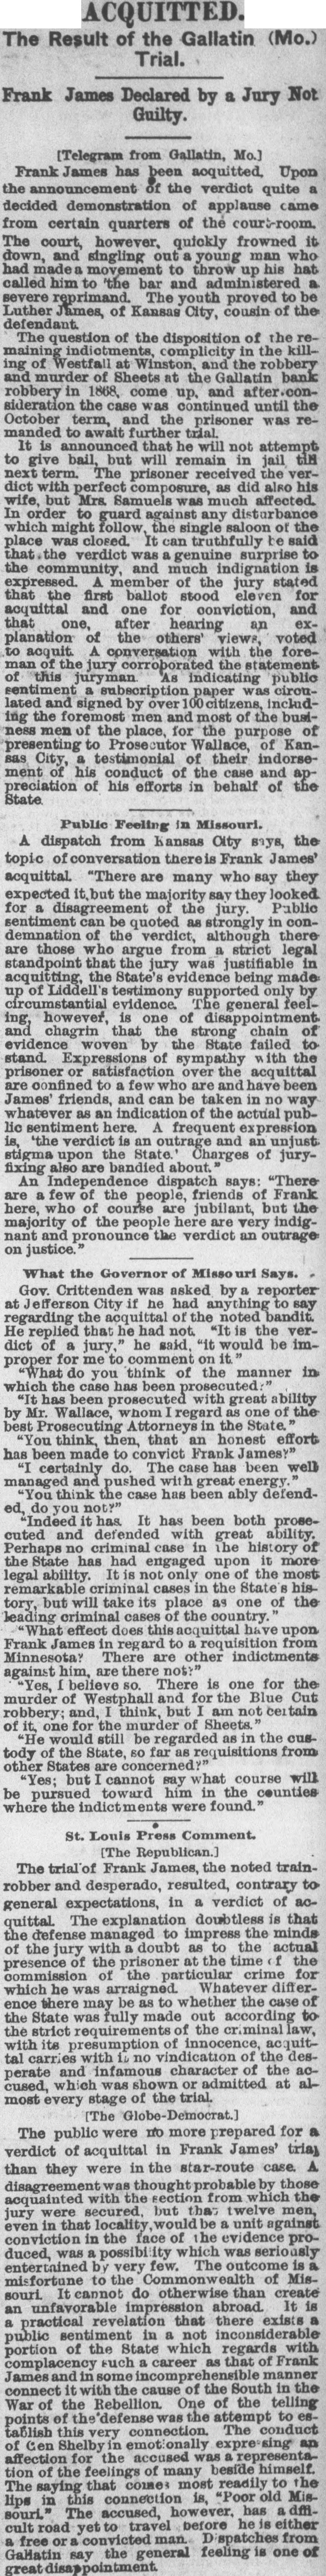 ACQUITTED.
The Result of the Gallatin (Mo.)
Trial.
Frank James Declared by a Jury Not
Guilty.
[Telegram from Gallatin, Mo.]
Frank James has been acquitted. Upon
the announcement of the verdict quite a
decided demonstration of applause came
from certain quarters of the court-room.
The court, however, quickly frowned it
down, and singling out a young man who
had made a movement to throw up his hat
called him to the bar and administered a
severe reprimand. The youth proved to be
Luther James, of Kansas City, cousin of the
defendant.
The question of the disposition of the re-
maining indictments, complicity in the kill-
ing of Westfall at Winston, and the robbery
and murder of Sheets at the Gallatin bank
robbery in 1868, come up, and after con-
sideration the case was continued until the
October term, and the prisoner was re-
manded to await further trial.
It is announced that he will not attempt
to give bail, but will remain in jail till
next term. The prisoner received the ver-
dict with perfect composure, as did also his
wife, but Mrs. Samuels was much affected.
In order to guard against any disturbance
which might follow, the single saloon of the
place was closed. It can truthfully be said
that the verdict was a genuine surprise to
the community, and much indignation is
expressed. A member of the jury stated
that the first ballot stood eleven for
acquittal and one for conviction, and
that one, after hearing an ex-
planation of the others' views, voted
to acquit. A conversation with the fore-
man of the jury corroborated the statement
of this juryman. As indicating public
sentiment a subscription paper was circu-
lated and signed by over 100 citizens, includ-
ing the foremost men and most of the busi-
ness men of the place, for the purpose of
presenting to Prosecutor Wallace, of Kan-
sas City, a testimonial of their indorse-
ment of his conduct of the case and ap-
preciation of his efforts in behalf of the
State.
Public Feeling in Missouri.
A dispatch from Kansas City says, the
topic of conversation there is Frank James'
acquittal. "There are many who say they
expected it, but the majority say they looked
for a disagreement of the jury. Public
sentiment can be quoted as strongly in con-
demnation of the verdict, although there
are those who argue from a strict legal
standpoint that the jury was justifiable in
acquitting, the State's evidence being made
up of Liddell's testimony supported only by
circumstantial evidence. The general feel-
ing, however, is one of disappointment
and chagrin that the strong chain of
evidence woven by the State failed to
stand. Expressions of sympathy with the
prisoner or satisfaction over the acquittal
are confined to a few who are and have been
James' friends, and can be taken in no way
whatever as an indication of the actual pub-
lic sentiment here. A frequent expression
is, 'the verdict is an outrage and an unjust
stigma upon the State.' Charges of jury-
fixing also are bandied about."
An Independence dispatch says: "There
are a few of the people, friends of Frank
here, who of course are jubilant, but the
majority of the people here are very indig-
nant and pronounce the verdict an outrage
on justice."
What the Governor of Missouri Says.
Gov. Crittenden was asked by a reporter
at Jefferson City if he had anything to say
regarding the acquittal of the noted bandit.
He replied that he had not. "It is the ver-
dict of a jury," he said, "it would be im-
proper for me to comment on it."
"What do you think of the manner in
which the case has been prosecuted?"
"It has been prosecuted with great ability
by Mr. Wallace, whom I regard as one of the
best Prosecuting Attorneys in the State."
"You think, then, that an honest effort
has been made to convict Frank James?"
"I certainly do. The case has been well
managed and pushed with great energy."
"You think the case has been ably defend-
ed, do you not?"
"Indeed it has. It has been both prose-
cuted and defended with great ability.
Perhaps no criminal case in the history of
the State has had engaged upon it more
legal ability. It is not only one of the most
remarkable criminal cases in the State's his-
tory, but will take its place as one of the
leading criminal cases of the country."
"What effect does this acquittal have upon
Frank James in regard to a requisition from
Minnesota? There are other indictments
against him, are there not?"
"Yes, I believe so. There is one for the
murder of Westphall and for the Blue Cut
robbery; and, I think, but I am not certain
of it, one for the murder of Sheets."
"He would still be regarded as in the cus-
tody of the State, so far as requisitions from
other States are concerned?"
"Yes; but I cannot say what course will
be pursued toward him in the counties
where the indictments were found."
St. Louis Press Comment.
[The Republican.]
The trial of Frank James, the noted train-
robber and desperado, resulted, contrary to
general expectations, in a verdict of ac-
quittal. The explanation doubtless is that
the defense managed to impress the minds
of the jury with a doubt as to the actual
presence of the prisoner at the time of the
commission of the particular crime for
which he was arraigned. Whatever differ-
ence there may be as to whether the case of
the State was fully made out according to
the strict requirements of the criminal law,
with its presumption of innocence, acquit-
tal carries with it no vindication of the des-
perate and infamous character of the ac-
cused, which was shown or admitted at al-
most every stage of the trial.
[The Globe-Democrat.]
The public were no more prepared for a
verdict of acquittal in Frank James' trial
than they were in the star-route case. A
disagreement was thought probable by those
acquainted with the section from which the
jury were secured, but that twelve men,
even in that locality, would be a unit against
conviction in the face of the evidence pro-
duced, was a possibility which was seriously
entertained by very few. The outcome is a
misfortune to the Commonwealth of Mis-
souri. It cannot do otherwise than create
an unfavorable impression abroad. It is
a practical revelation that there exists a
public sentiment in a not inconsiderable
portion of the State which regards with
complacency such a career as that of Frank
James and in some incomprehensible manner
connect it with the cause of the South in the
War of the Rebellion. One of the telling
points of the defense was the attempt to es-
tablish this very connection. The conduct
of Gen Shelby in emotionally expressing an
affection for the accused was a representa-
tion of the feelings of many beside himself.
The saying that comes most readily to the
lips in this connection is, "Poor old Mis-
souri." The accused, however, has a diffi-
cult road yet to travel before he is either
a free or a convicted man. Dispatches from
Gallatin say the general feeling is one of
great disappointment.